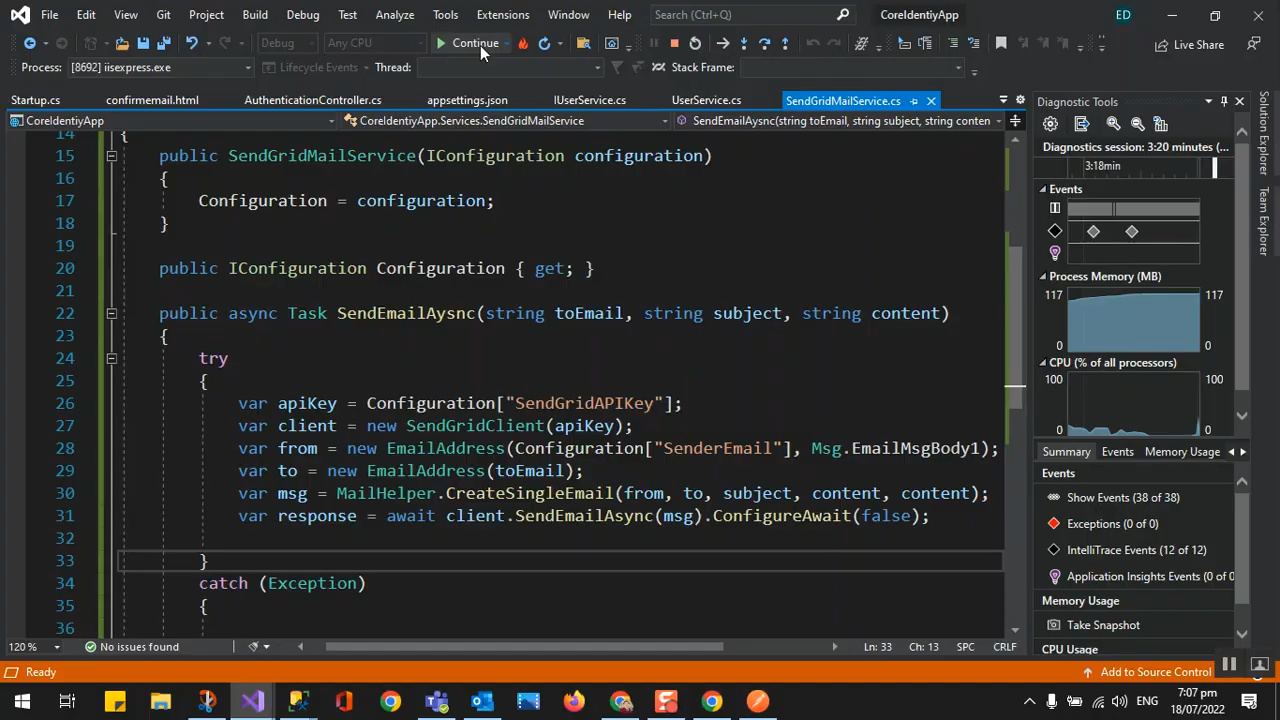 File Edit View Git Project Build Debug Test Analyze Tools Extensions Window Help Search (Ctrl+Q) CoreIdentiyApp ED
Debug Any CPU Continue Live Share
Process: [8692] iisexpress.exe Lifecycle Events Thread: Stack Frame:
Startup.cs confirmemail.html AuthenticationController.cs appsettings.json IUserService.cs UserService.cs SendGridMailService.cs
CoreIdentiyApp CoreIdentiyApp.Services.SendGridMailService SendEmailAysnc(string toEmail, string subject, string conten
14 {
15 public SendGridMailService(IConfiguration configuration)
16 {
17 Configuration = configuration;
18 }
19
20 public IConfiguration Configuration { get; }
21
22 public async Task SendEmailAysnc(string toEmail, string subject, string content)
23 {
24 try
25 {
26 var apiKey = Configuration["SendGridAPIKey"];
27 var client = new SendGridClient(apiKey);
28 var from = new EmailAddress(Configuration["SenderEmail"], Msg.EmailMsgBody1);
29 var to = new EmailAddress(toEmail);
30 var msg = MailHelper.CreateSingleEmail(from, to, subject, content, content);
31 var response = await client.SendEmailAsync(msg).ConfigureAwait(false);
32
33 }
34 catch (Exception)
35 {
36
120 % No issues found Ln: 33 Ch: 13 SPC CRLF
Diagnostic Tools
Diagnostics session: 3:20 minutes (...
3:18min
Events
Process Memory (MB)
117 117
0 0
CPU (% of all processors)
100 100
0 0
Summary Events Memory Usage
Events
Show Events (38 of 38)
Exceptions (0 of 0)
IntelliTrace Events (12 of 12)
Application Insights Events (0 of 0
Memory Usage
Take Snapshot
CPU Usage
Solution Explorer
Team Explorer
Ready Add to Source Control
ENG 7:07 pm
18/07/2022